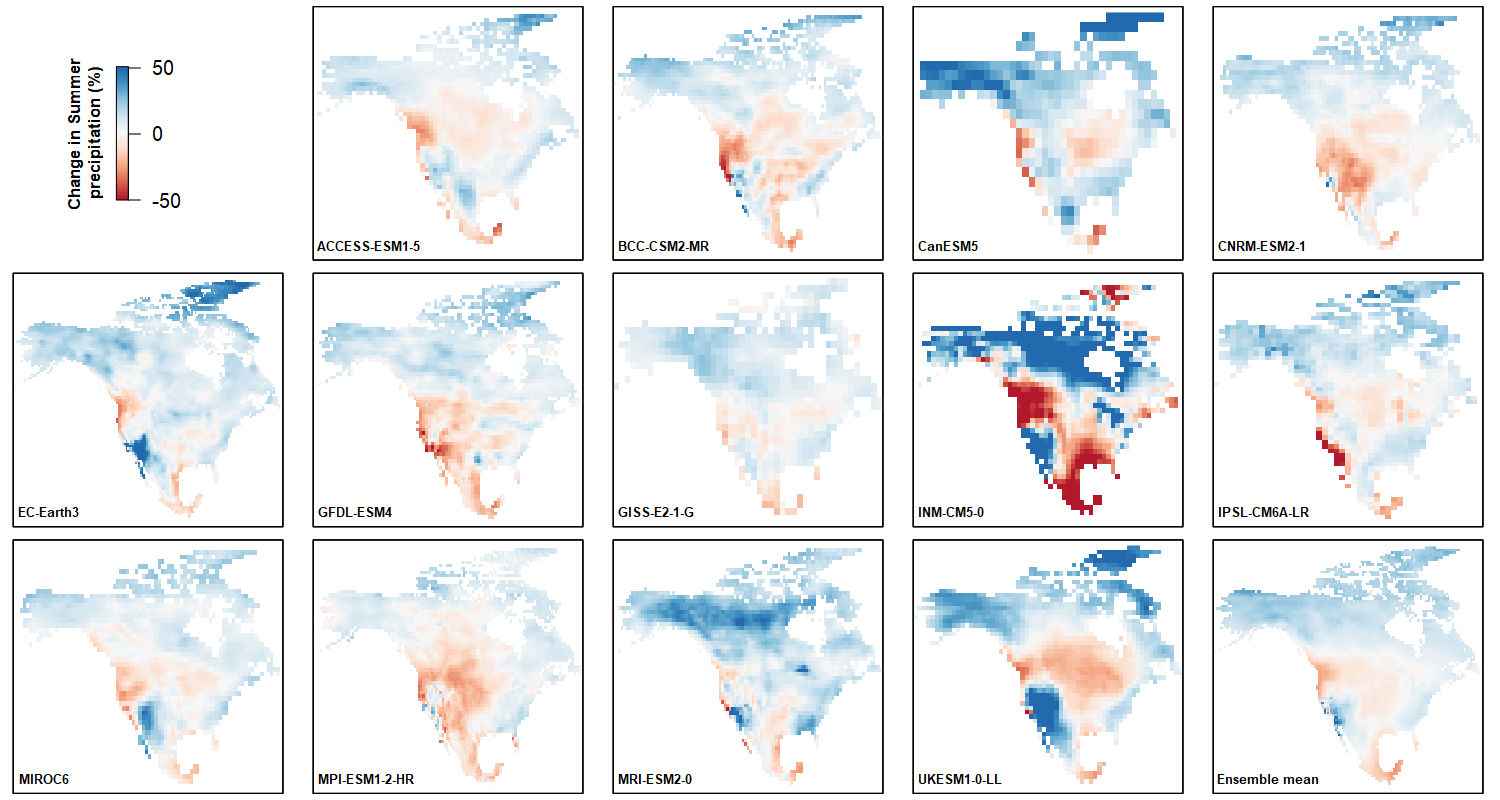 Change in Summer
precipitation (%)
50
0
-50
ACCESS-ESM1-5
BCC-CSM2-MR
CanESM5
CNRM-ESM2-1
EC-Earth3
GFDL-ESM4
GISS-E2-1-G
INM-CM5-0
IPSL-CM6A-LR
MIROC6
MPI-ESM1-2-HR
MRI-ESM2-0
UKESM1-0-LL
Ensemble mean